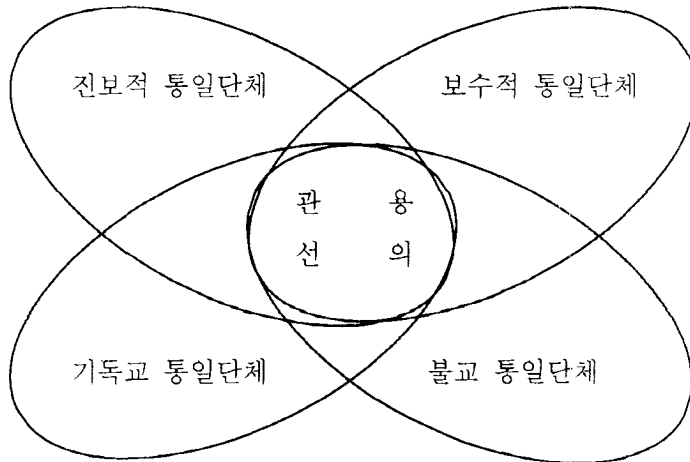 진보적 통일단체 보수적 통일단체
관 용
선 의
기독교 통일단체 불교 통일단체